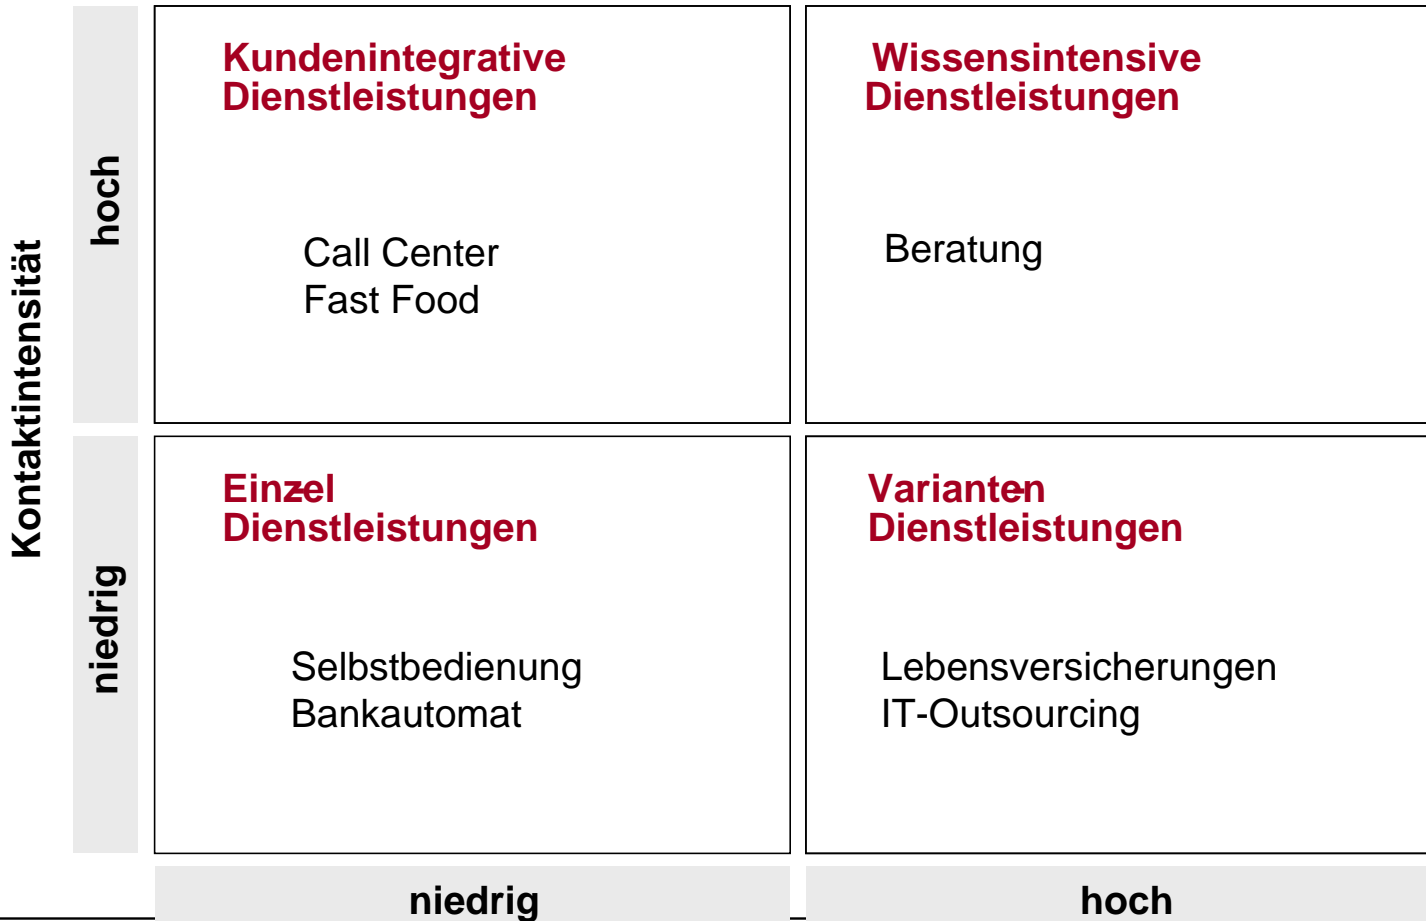 Kontaktintensität
hoch
Kundenintegrative
Dienstleistungen
Call Center
Fast Food
Wissensintensive
Dienstleistungen
Beratung
niedrig
Einzel-
Dienstleistungen
Selbstbedienung
Bankautomat
Varianten-
Dienstleistungen
Lebensversicherungen
IT-Outsourcing
niedrig
hoch